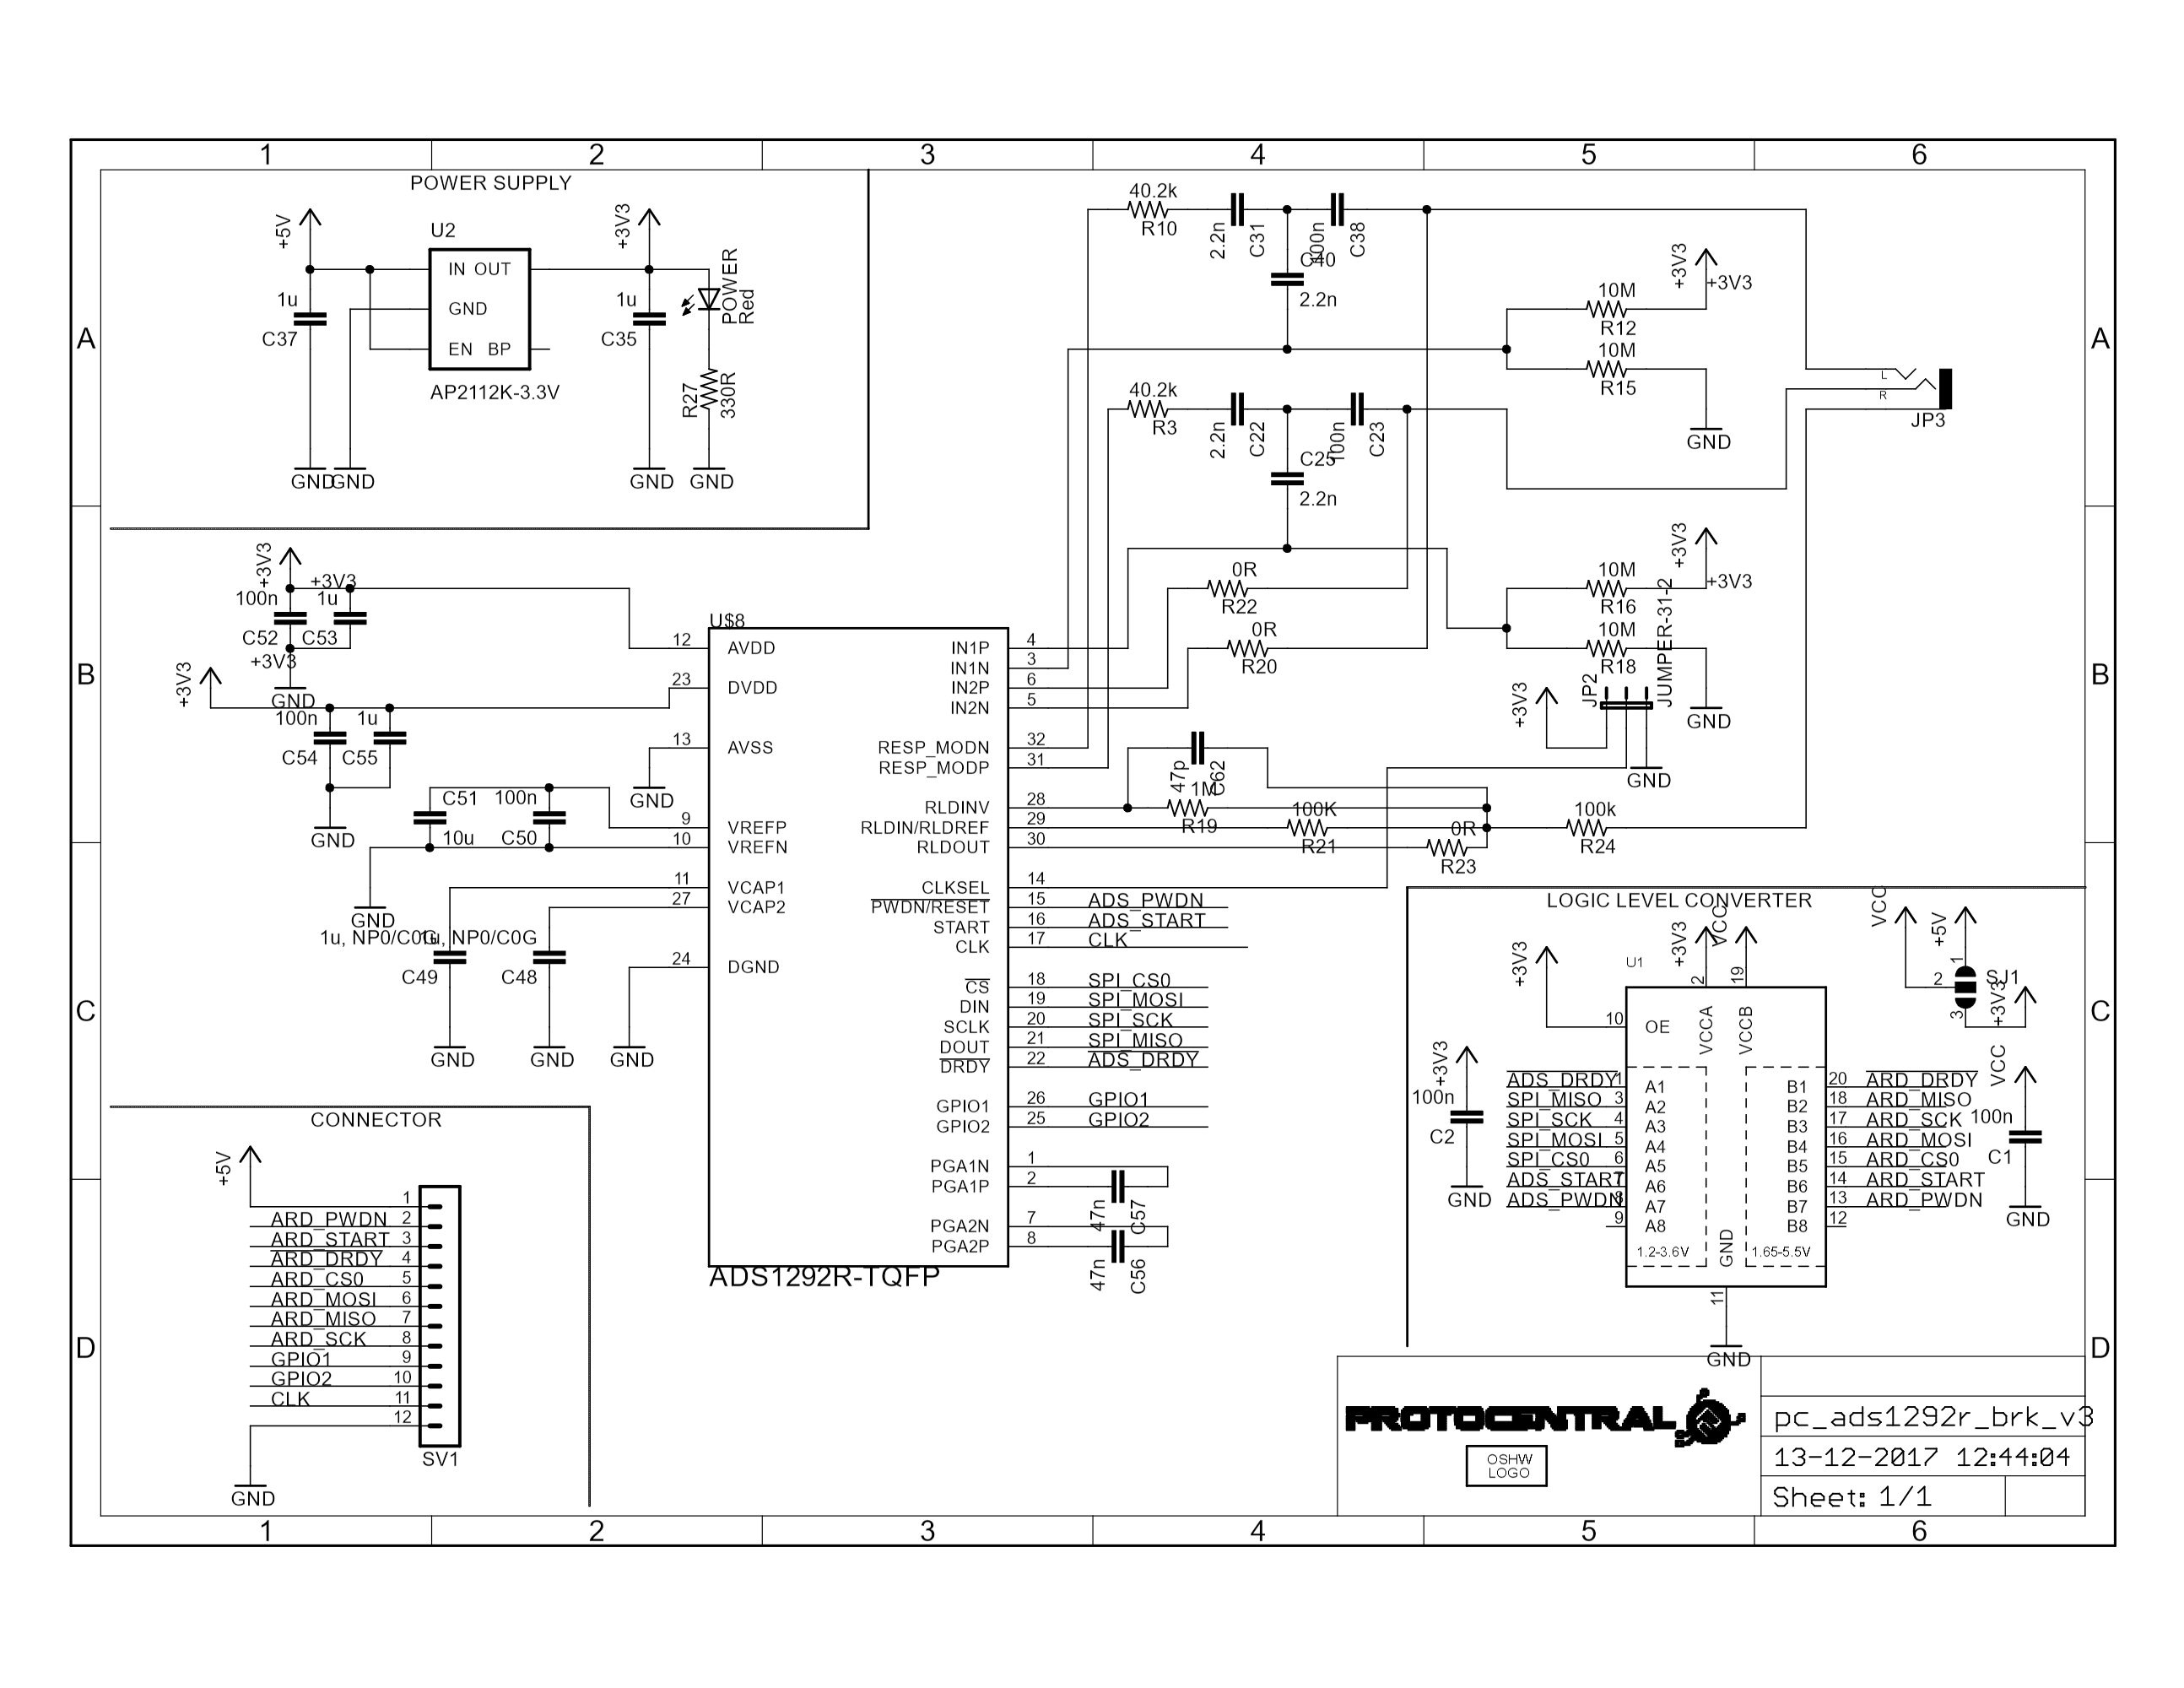 1 2 3 4 5 6
A
B
C
D
POWER SUPPLY
+5V
U2
+3V3
IN OUT
GND
EN BP
AP2112K-3.3V
1u
C37
1u
C35
POWER
Red
R27
330R
GND
GND
GND
GND
40.2k
R10
2.2n
C31
100n
C38
C40
2.2n
40.2k
R3
2.2n
C22
100n
C23
C25
2.2n
10M
R12
10M
R15
+3V3
+3V3
GND
L
R
JP3
10M
R16
10M
R18
+3V3
+3V3
GND
0R
R22
0R
R20
+3V3
JP2
JUMPER-31-2
GND
47p
C62
1M
R19
100K
R21
0R
R23
100k
R24
+3V3
+3V3
100n
1u
C52
C53
+3V3
GND
+3V3
100n
1u
C54
C55
GND
GND
C51
10u
100n
C50
GND
1u, NP0/C0G
1u, NP0/C0G
C49
C48
GND
GND
GND
U$8
12 AVDD
23 DVDD
13 AVSS
9 VREFP
10 VREFN
11 VCAP1
27 VCAP2
24 DGND
IN1P 4
IN1N 3
IN2P 6
IN2N 5
RESP_MODN 32
RESP_MODP 31
RLDINV 28
RLDIN/RLDREF 29
RLDOUT 30
CLKSEL 14
PWDN/RESET 15 ADS_PWDN
START 16 ADS_START
CLK 17 CLK
CS 18 SPI_CS0
DIN 19 SPI_MOSI
SCLK 20 SPI_SCK
DOUT 21 SPI_MISO
DRDY 22 ADS_DRDY
GPIO1 26 GPIO1
GPIO2 25 GPIO2
PGA1N 1
PGA1P 2
PGA2N 7
PGA2P 8
47n
C57
47n
C56
ADS1292R-TQFP
CONNECTOR
+5V
1
ARD_PWDN 2
ARD_START 3
ARD_DRDY 4
ARD_CS0 5
ARD_MOSI 6
ARD_MISO 7
ARD_SCK 8
GPIO1 9
GPIO2 10
CLK 11
12
SV1
GND
LOGIC LEVEL CONVERTER
+3V3
U1
+3V3
VCC
VCC
+5V
2
19
1
2
3
SJ1
+3V3
10 OE
VCCA
VCCB
+3V3
100n
C2
GND
ADS_DRDY 1 A1 B1 20 ARD_DRDY
SPI_MISO 3 A2 B2 18 ARD_MISO
SPI_SCK 4 A3 B3 17 ARD_SCK
SPI_MOSI 5 A4 B4 16 ARD_MOSI
SPI_CS0 6 A5 B5 15 ARD_CS0
ADS_START 7 A6 B6 14 ARD_START
ADS_PWDN 8 A7 B7 13 ARD_PWDN
9 A8 B8 12
1.2-3.6V
GND
1.65-5.5V
11
GND
VCC
100n
C1
GND
PROTOCENTRAL
OSHW
LOGO
pc_ads1292r_brk_v3
13-12-2017 12:44:04
Sheet: 1/1
A
B
C
D
1 2 3 4 5 6